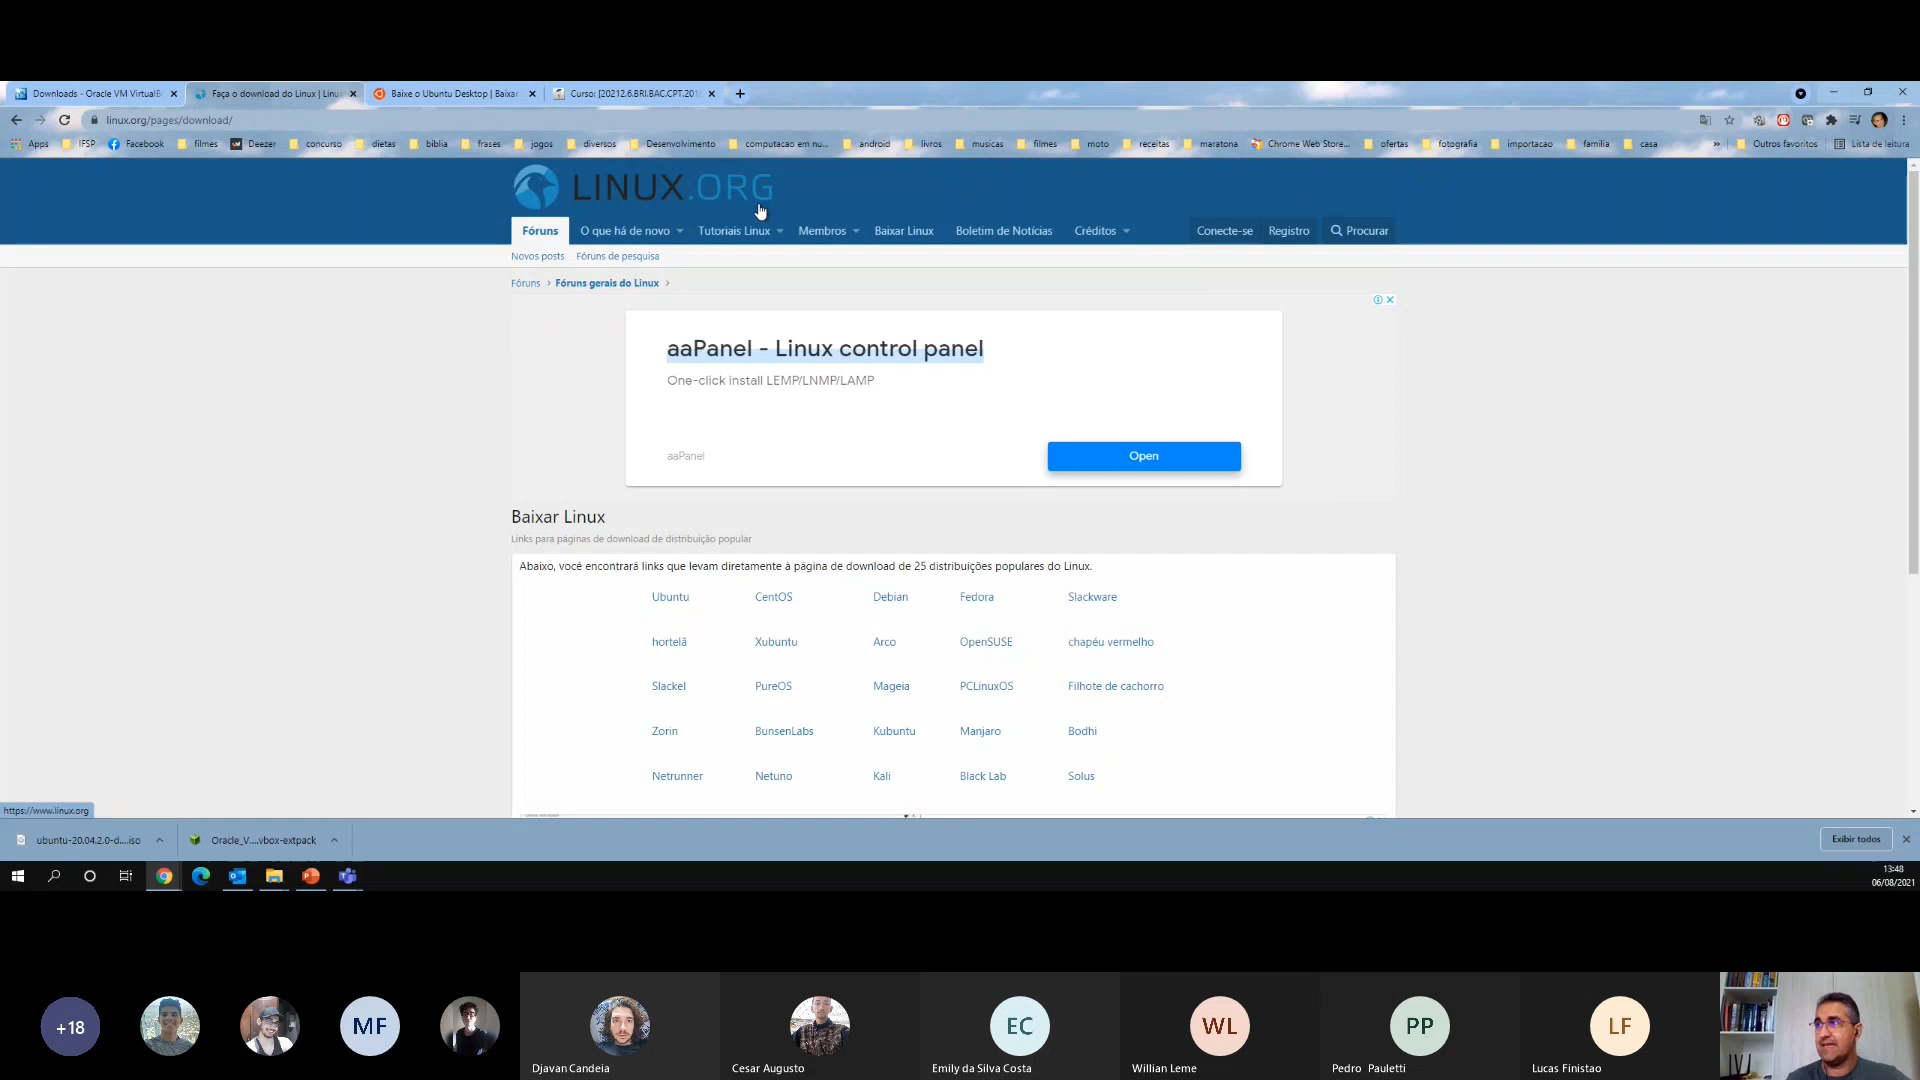 Downloads - Oracle VM VirtualB
Faça o download do Linux | Linu
Baixe o Ubuntu Desktop | Baixar
Curso: [20212.6.BRI.BAC.CPT.201
linux.org/pages/download/
Apps
IFSP
Facebook
filmes
Deezer
concurso
dietas
biblia
frases
jogos
diversos
Desenvolvimento
computacao em nu...
android
livros
musicas
filmes
moto
receitas
maratona
Chrome Web Store...
ofertas
fotografia
importacao
familia
casa
»
Outros favoritos
Lista de leitura
LINUX.ORG
Fóruns
O que há de novo
Tutoriais Linux
Membros
Baixar Linux
Boletim de Notícias
Créditos
Conecte-se
Registro
Procurar
Novos posts
Fóruns de pesquisa
Fóruns > Fóruns gerais do Linux >
aaPanel - Linux control panel
One-click install LEMP/LNMP/LAMP
aaPanel
Open
Baixar Linux
Links para páginas de download de distribuição popular
Abaixo, você encontrará links que levam diretamente à página de download de 25 distribuições populares do Linux.
Ubuntu CentOS Debian Fedora Slackware
hortelã Xubuntu Arco OpenSUSE chapéu vermelho
Slackel PureOS Mageia PCLinuxOS Filhote de cachorro
Zorin BunsenLabs Kubuntu Manjaro Bodhi
Netrunner Netuno Kali Black Lab Solus
https://www.linux.org
ubuntu-20.04.2.0-d....iso
Oracle_V....vbox-extpack
Exibir todos
13:48
06/08/2021
+18
MF
EC
WL
PP
LF
Djavan Candeia
Cesar Augusto
Emily da Silva Costa
Willian Leme
Pedro Pauletti
Lucas Finistao